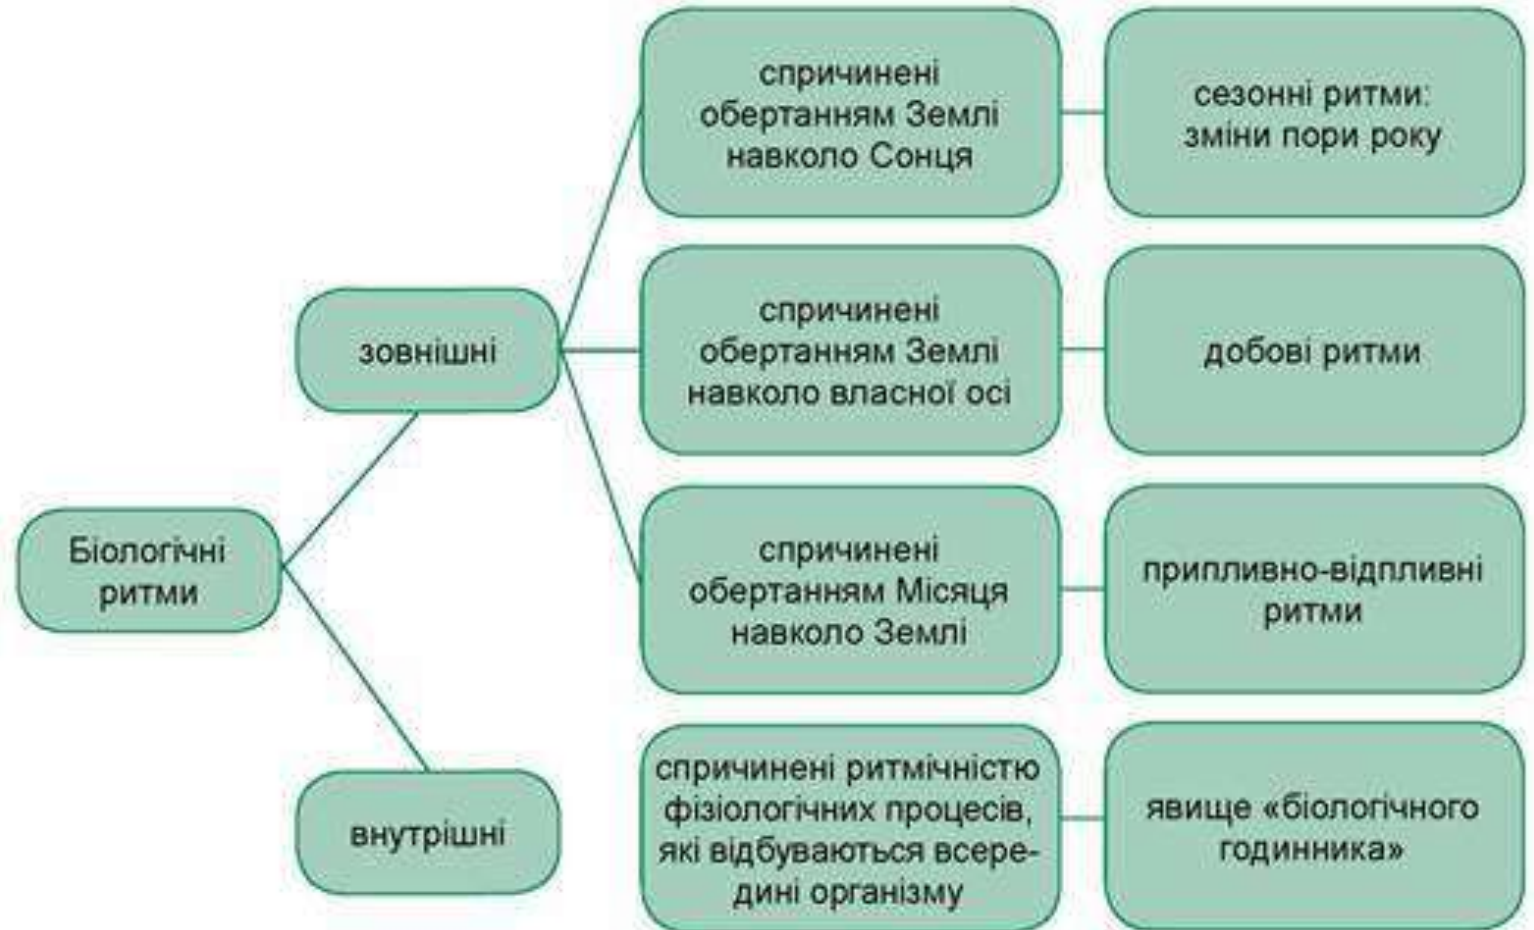 Біологічні
ритми
зовнішні
спричинені
обертанням Землі
навколо Сонця
сезонні ритми:
зміни пори року
спричинені
обертанням Землі
навколо власної осі
добові ритми
спричинені
обертанням Місяця
навколо Землі
припливно-відпливні
ритми
внутрішні
спричинені ритмічністю
фізіологічних процесів,
які відбуваються всере-
дині організму
явище «біологічного
годинника»